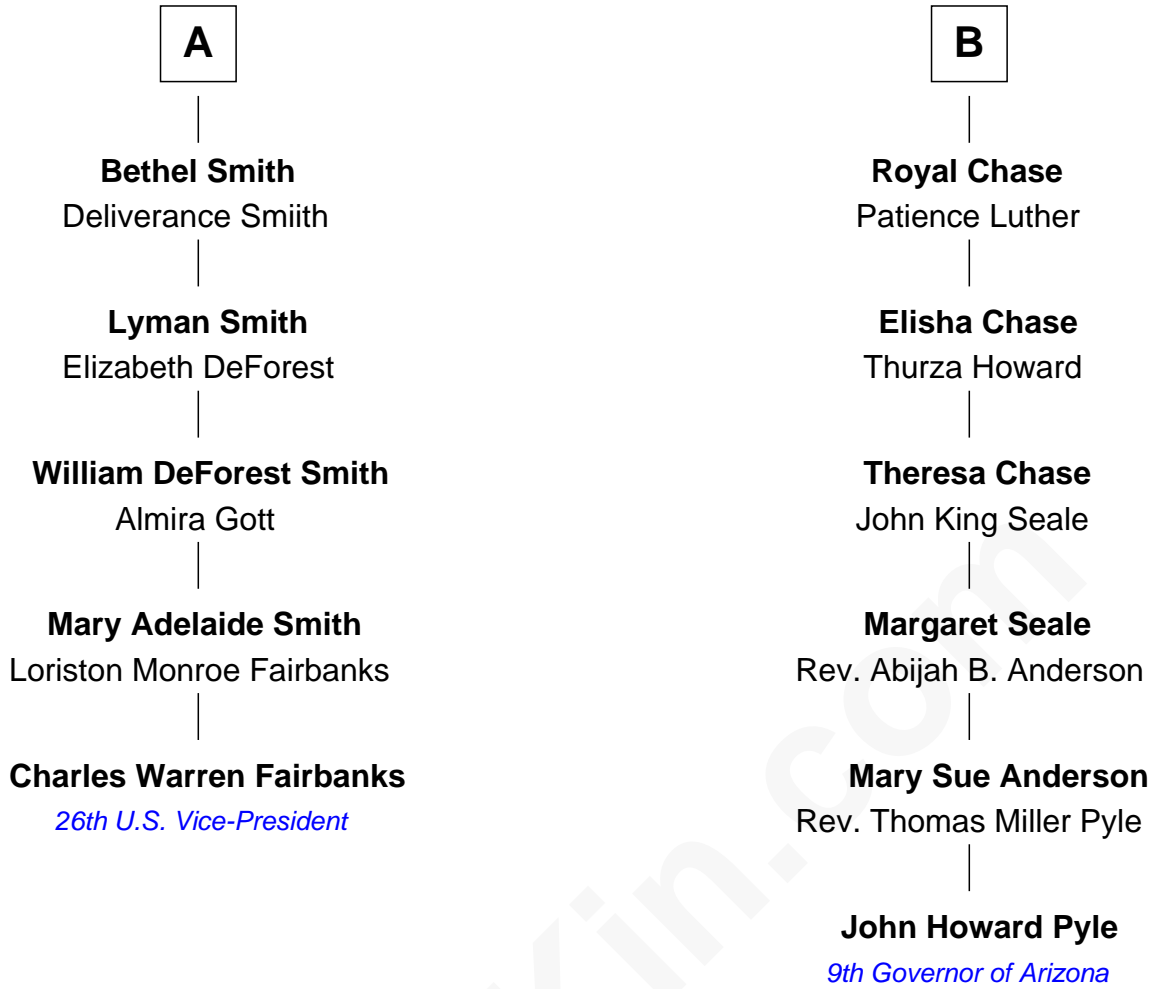 A
Bethel Smith
Deliverance Smiith
Lyman Smith
Elizabeth DeForest
William DeForest Smith
Almira Gott
Mary Adelaide Smith
Loriston Monroe Fairbanks
Charles Warren Fairbanks
26th U.S. Vice-President
B
Royal Chase
Patience Luther
Elisha Chase
Thurza Howard
Theresa Chase
John King Seale
Margaret Seale
Rev. Abijah B. Anderson
Mary Sue Anderson
Rev. Thomas Miller Pyle
John Howard Pyle
9th Governor of Arizona
Kin.com